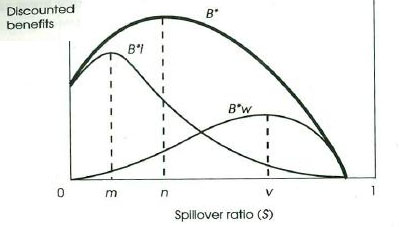 Discounted
benefits
B*
B*l
B*w
0 m n v 1
Spillover ratio (S)